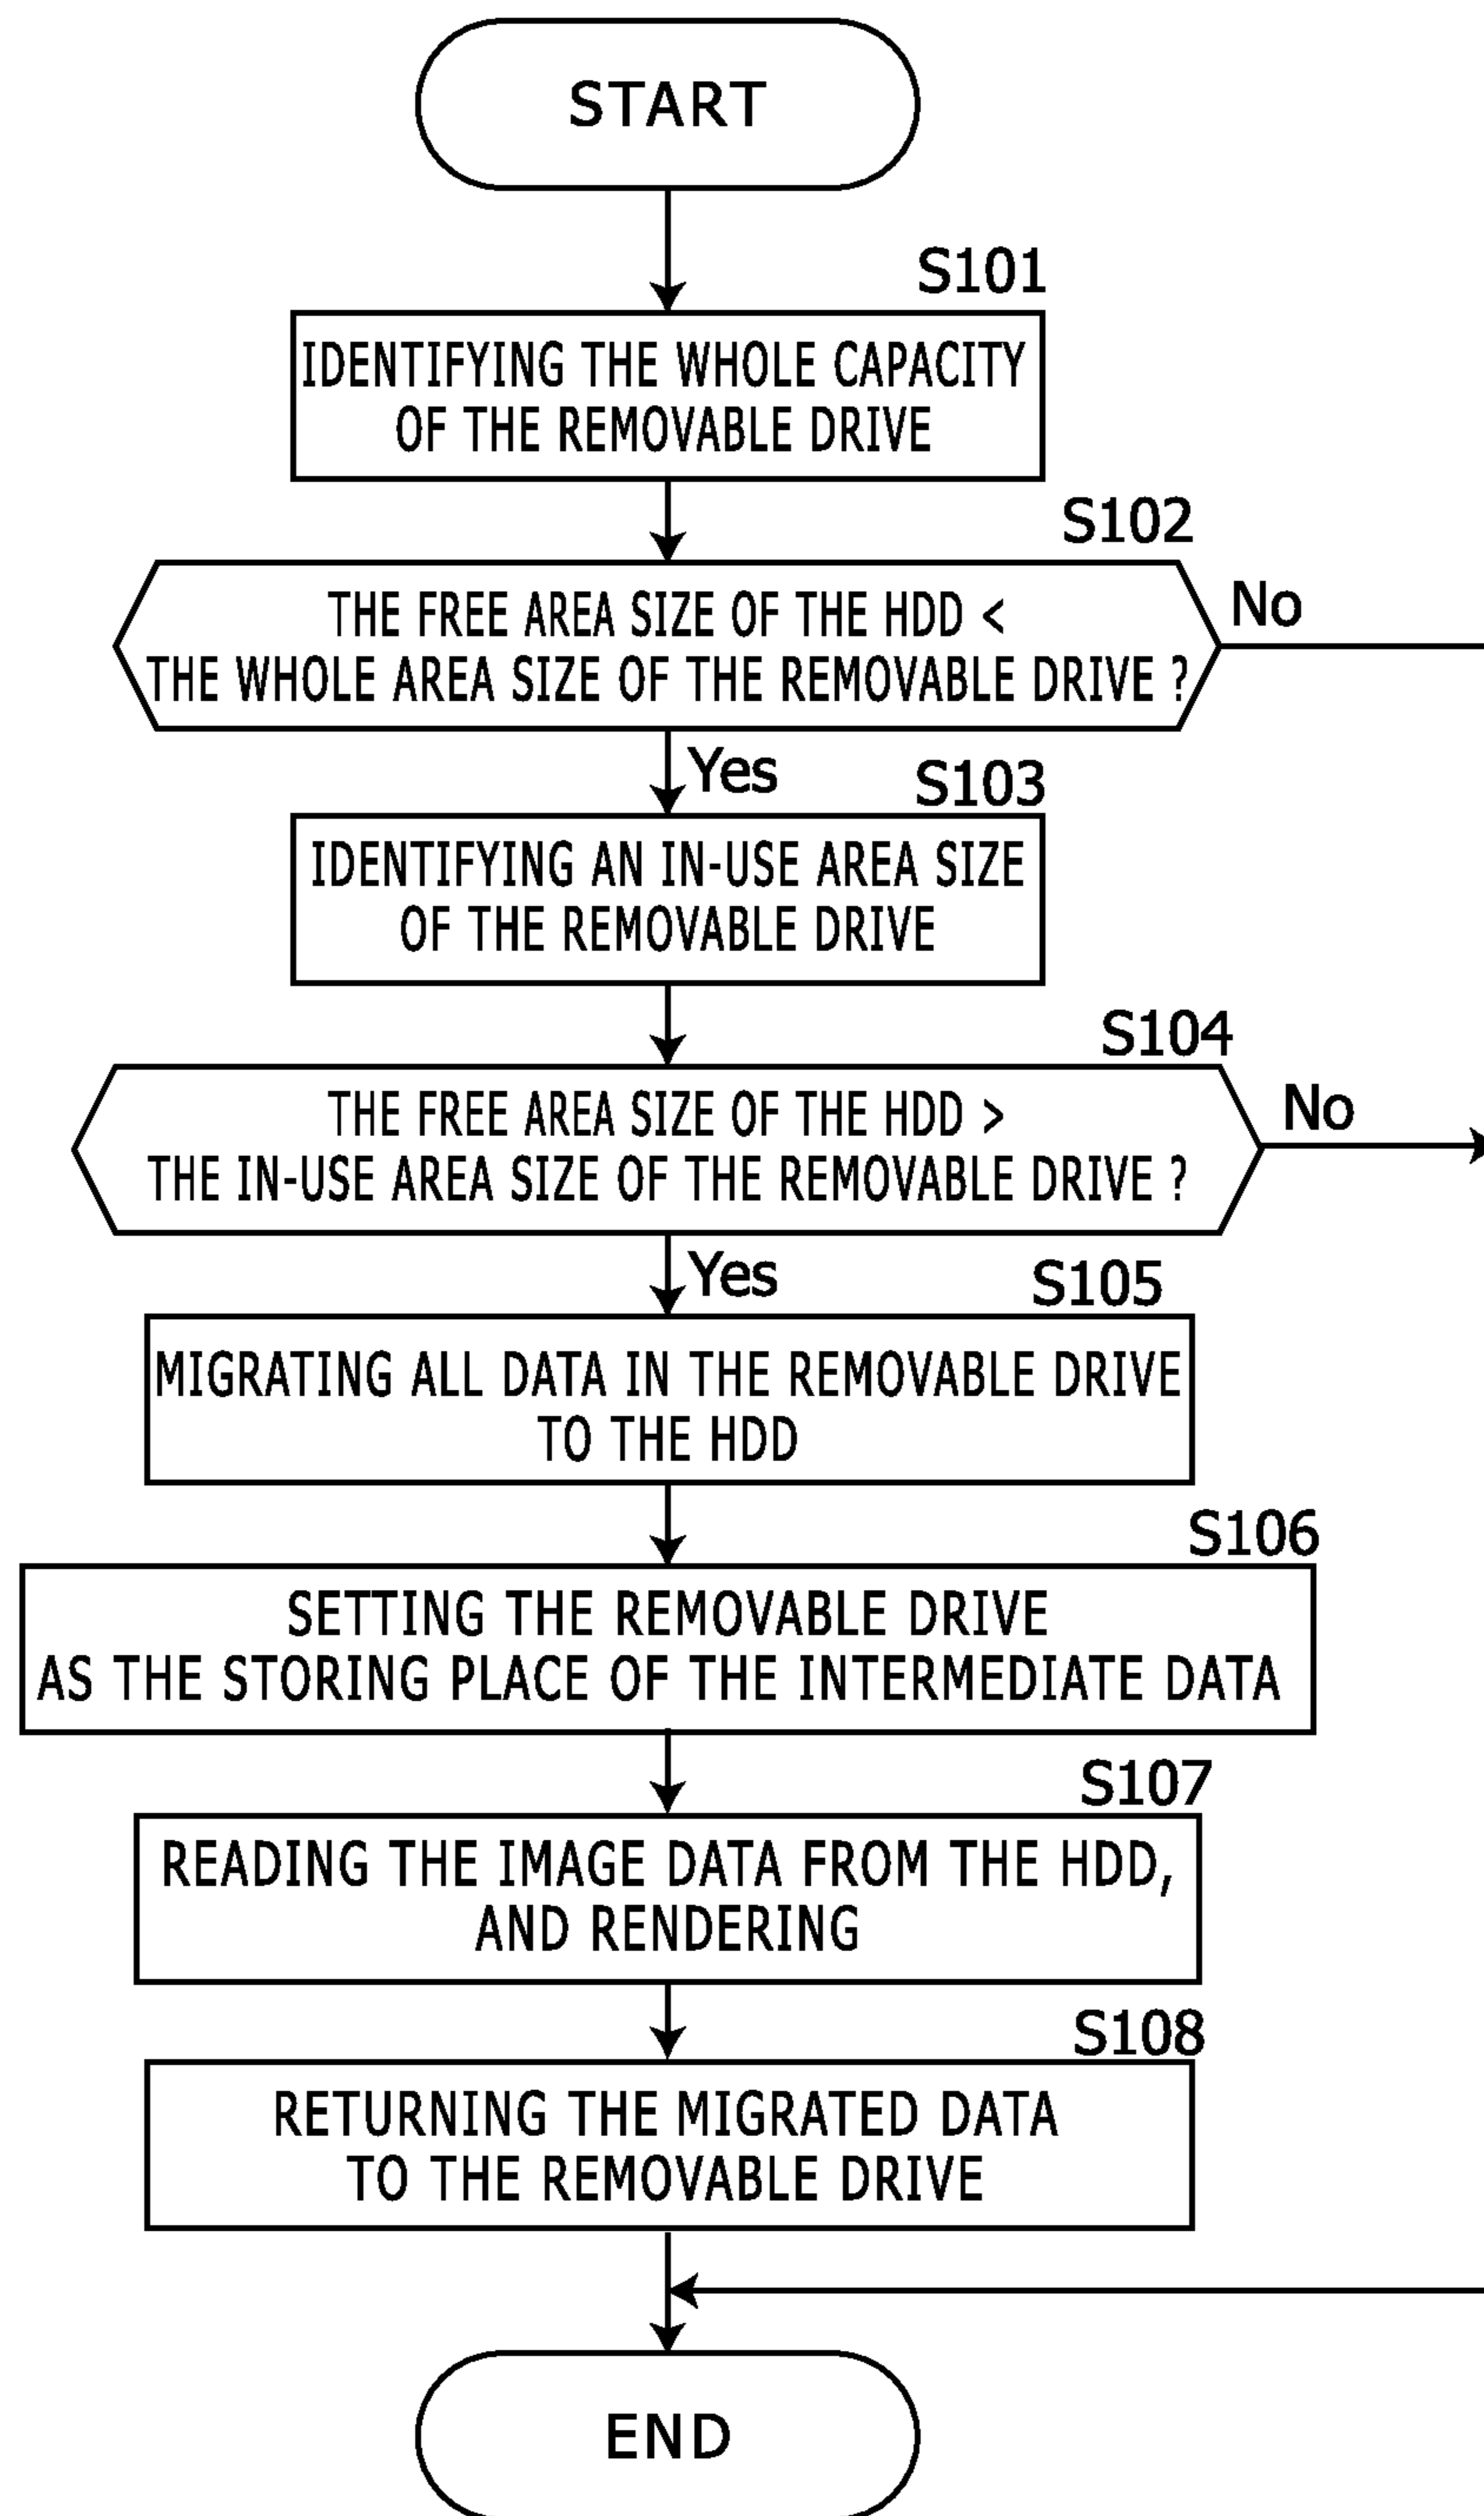 START
S101
IDENTIFYING THE WHOLE CAPACITY
OF THE REMOVABLE DRIVE
S102
THE FREE AREA SIZE OF THE HDD <
THE WHOLE AREA SIZE OF THE REMOVABLE DRIVE ?
No
Yes
S103
IDENTIFYING AN IN-USE AREA SIZE
OF THE REMOVABLE DRIVE
S104
THE FREE AREA SIZE OF THE HDD >
THE IN-USE AREA SIZE OF THE REMOVABLE DRIVE ?
No
Yes
S105
MIGRATING ALL DATA IN THE REMOVABLE DRIVE
TO THE HDD
S106
SETTING THE REMOVABLE DRIVE
AS THE STORING PLACE OF THE INTERMEDIATE DATA
S107
READING THE IMAGE DATA FROM THE HDD,
AND RENDERING
S108
RETURNING THE MIGRATED DATA
TO THE REMOVABLE DRIVE
END